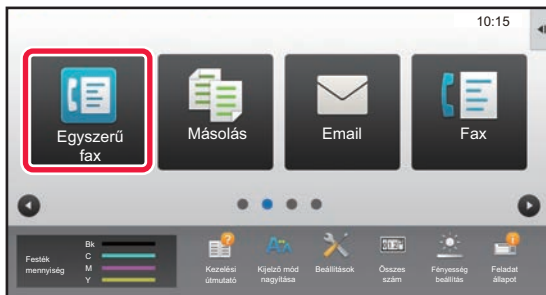 10:15
Egyszerű
fax
Másolás
Email
Fax
Festék
mennyiség
Bk
C
M
Y
Kezelési
útmutató
Kijelző mód
nagyítása
Beállítások
Összes
szám
Fényesség
beállítás
Feladat
állapot